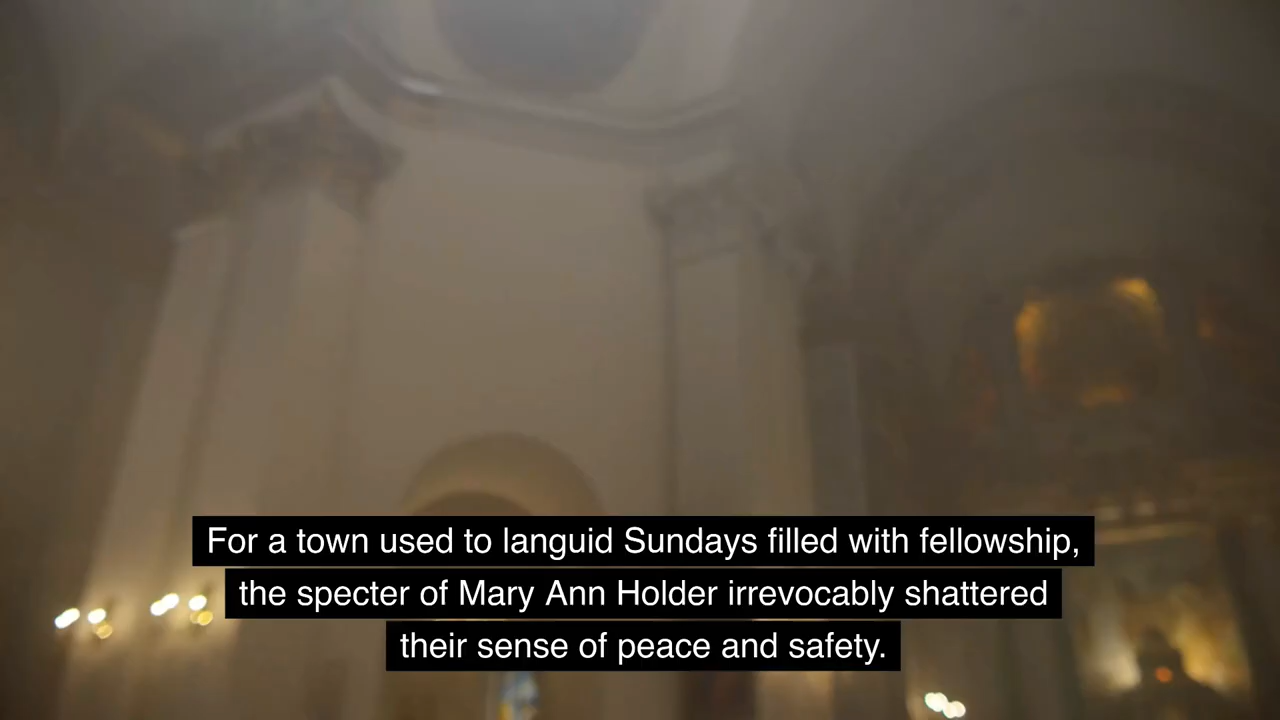 For a town used to languid Sundays filled with fellowship,
the specter of Mary Ann Holder irrevocably shattered
their sense of peace and safety.